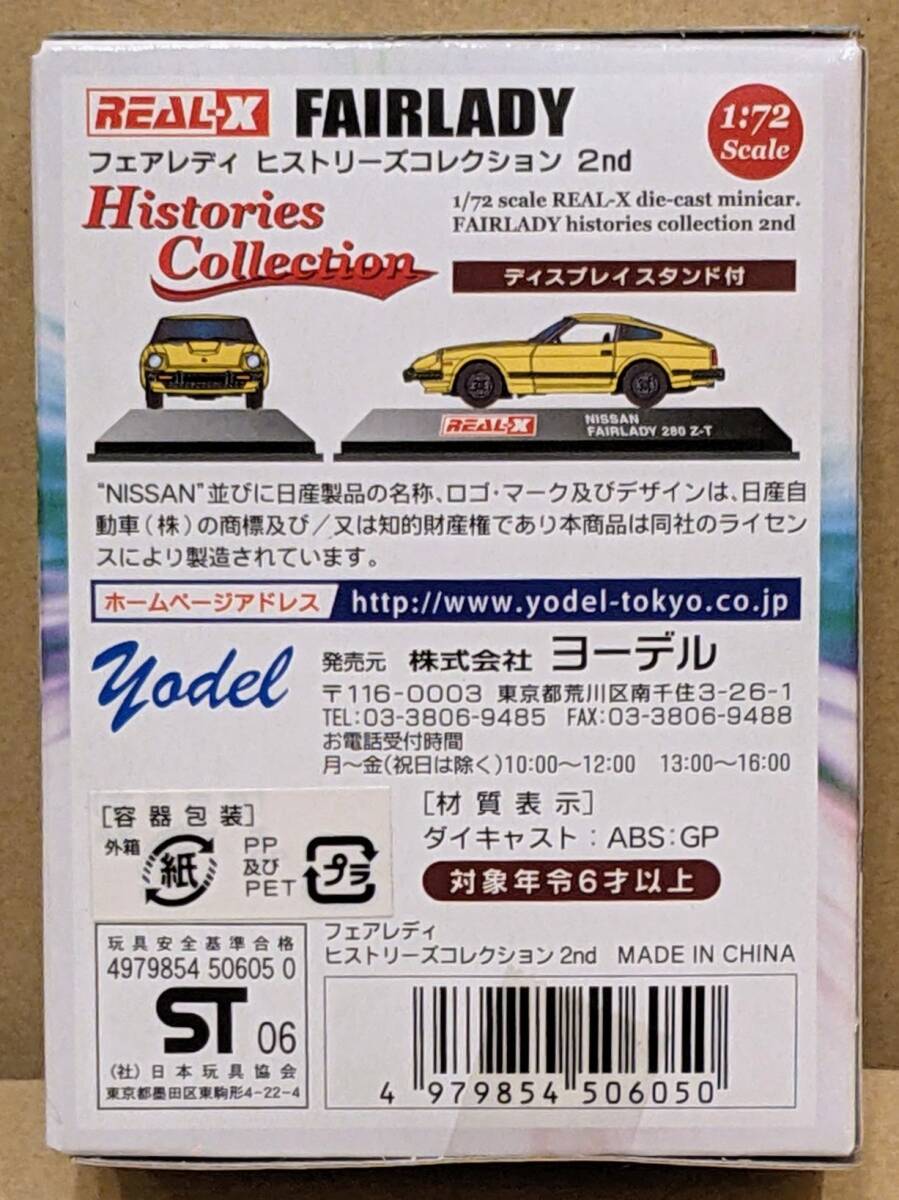 REAL-X FAIRLADY
1:72
Scale
フェアレディ ヒストリーズコレクション 2nd
Histories
Collection
1/72 scale REAL-X die-cast minicar.
FAIRLADY histories collection 2nd
ディスプレイスタンド付
REAL-X
NISSAN
FAIRLADY 280 Z-T
“NISSAN”並びに日産製品の名称、ロゴ・マーク及びデザインは、日産自
動車（株）の商標及び／又は知的財産権であり本商品は同社のライセン
スにより製造されています。
ホームページアドレス http://www.yodel-tokyo.co.jp
yodel
発売元 株式会社 ヨーデル
〒116-0003 東京都荒川区南千住3-26-1
TEL:03-3806-9485 FAX:03-3806-9488
お電話受付時間
月～金(祝日は除く)10:00～12:00 13:00～16:00
[容器包装]
外箱 紙 PP及びPET プラ
[材質表示]
ダイキャスト：ABS:GP
対象年令6才以上
玩具安全基準合格
4979854 50605 0
ST 06
(社)日本玩具協会
東京都墨田区東駒形4-22-4
フェアレディ
ヒストリーズコレクション 2nd MADE IN CHINA
4 979854 506050